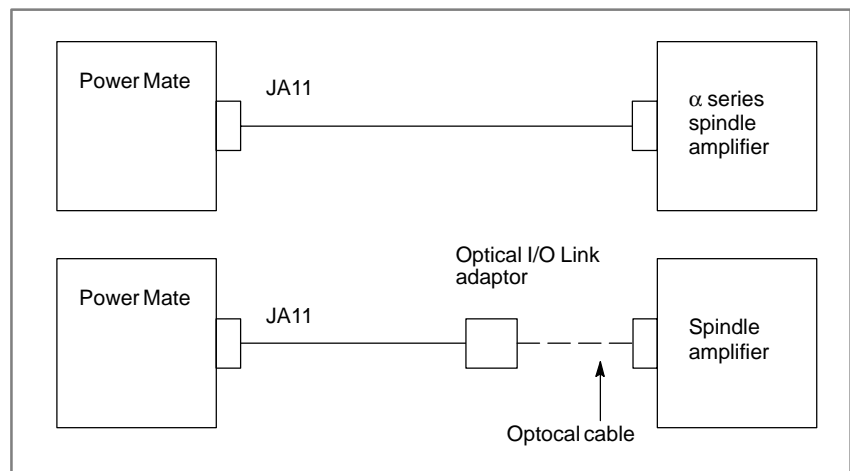 Power Mate
JA11
α series
spindle
amplifier
Optical I/O Link
adaptor
Power Mate
JA11
Spindle
amplifier
Optocal cable